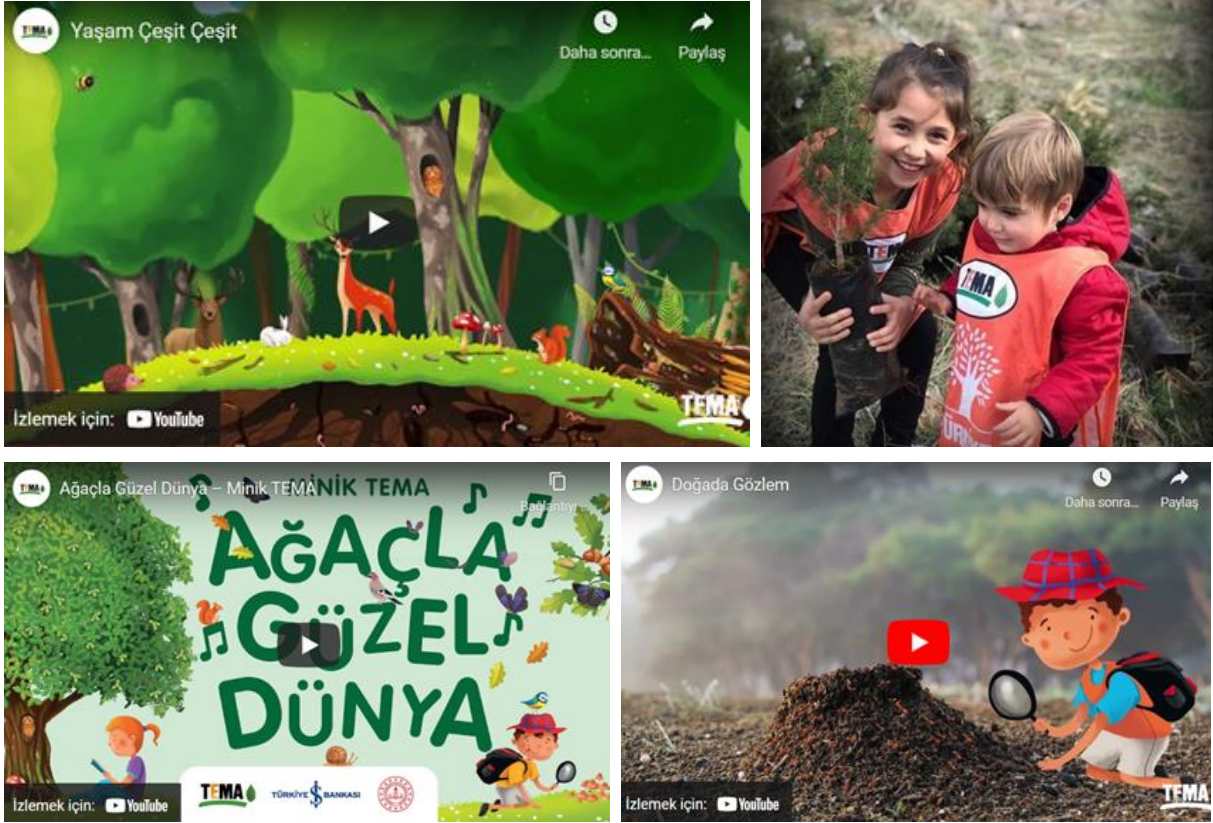 TEMA
Yaşam Çeşit Çeşit
Daha sonra...
Paylaş
İzlemek için: YouTube
TEMA
TEMA
TEMA
Ağaçla Güzel Dünya – Minik TEMA
MİNİK TEMA
Bağlantıyı
AĞAÇLA
GÜZEL
DÜNYA
TEMA
TÜRKİYE İŞ BANKASI
İzlemek için: YouTube
TEMA
Doğada Gözlem
Daha sonra...
Paylaş
İzlemek için: YouTube
TEMA